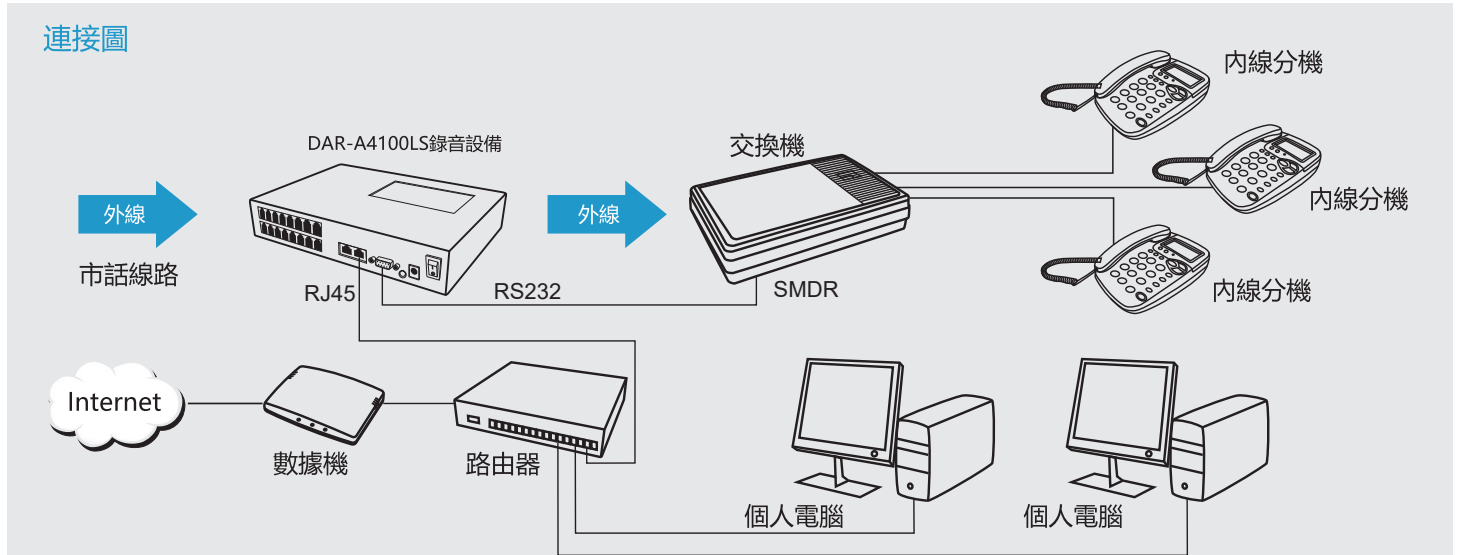 連接圖
內線分機
DAR-A4100LS錄音設備
交換機
外線
外線
內線分機
市話線路
RJ45
RS232
SMDR
內線分機
Internet
數據機
路由器
個人電腦
個人電腦